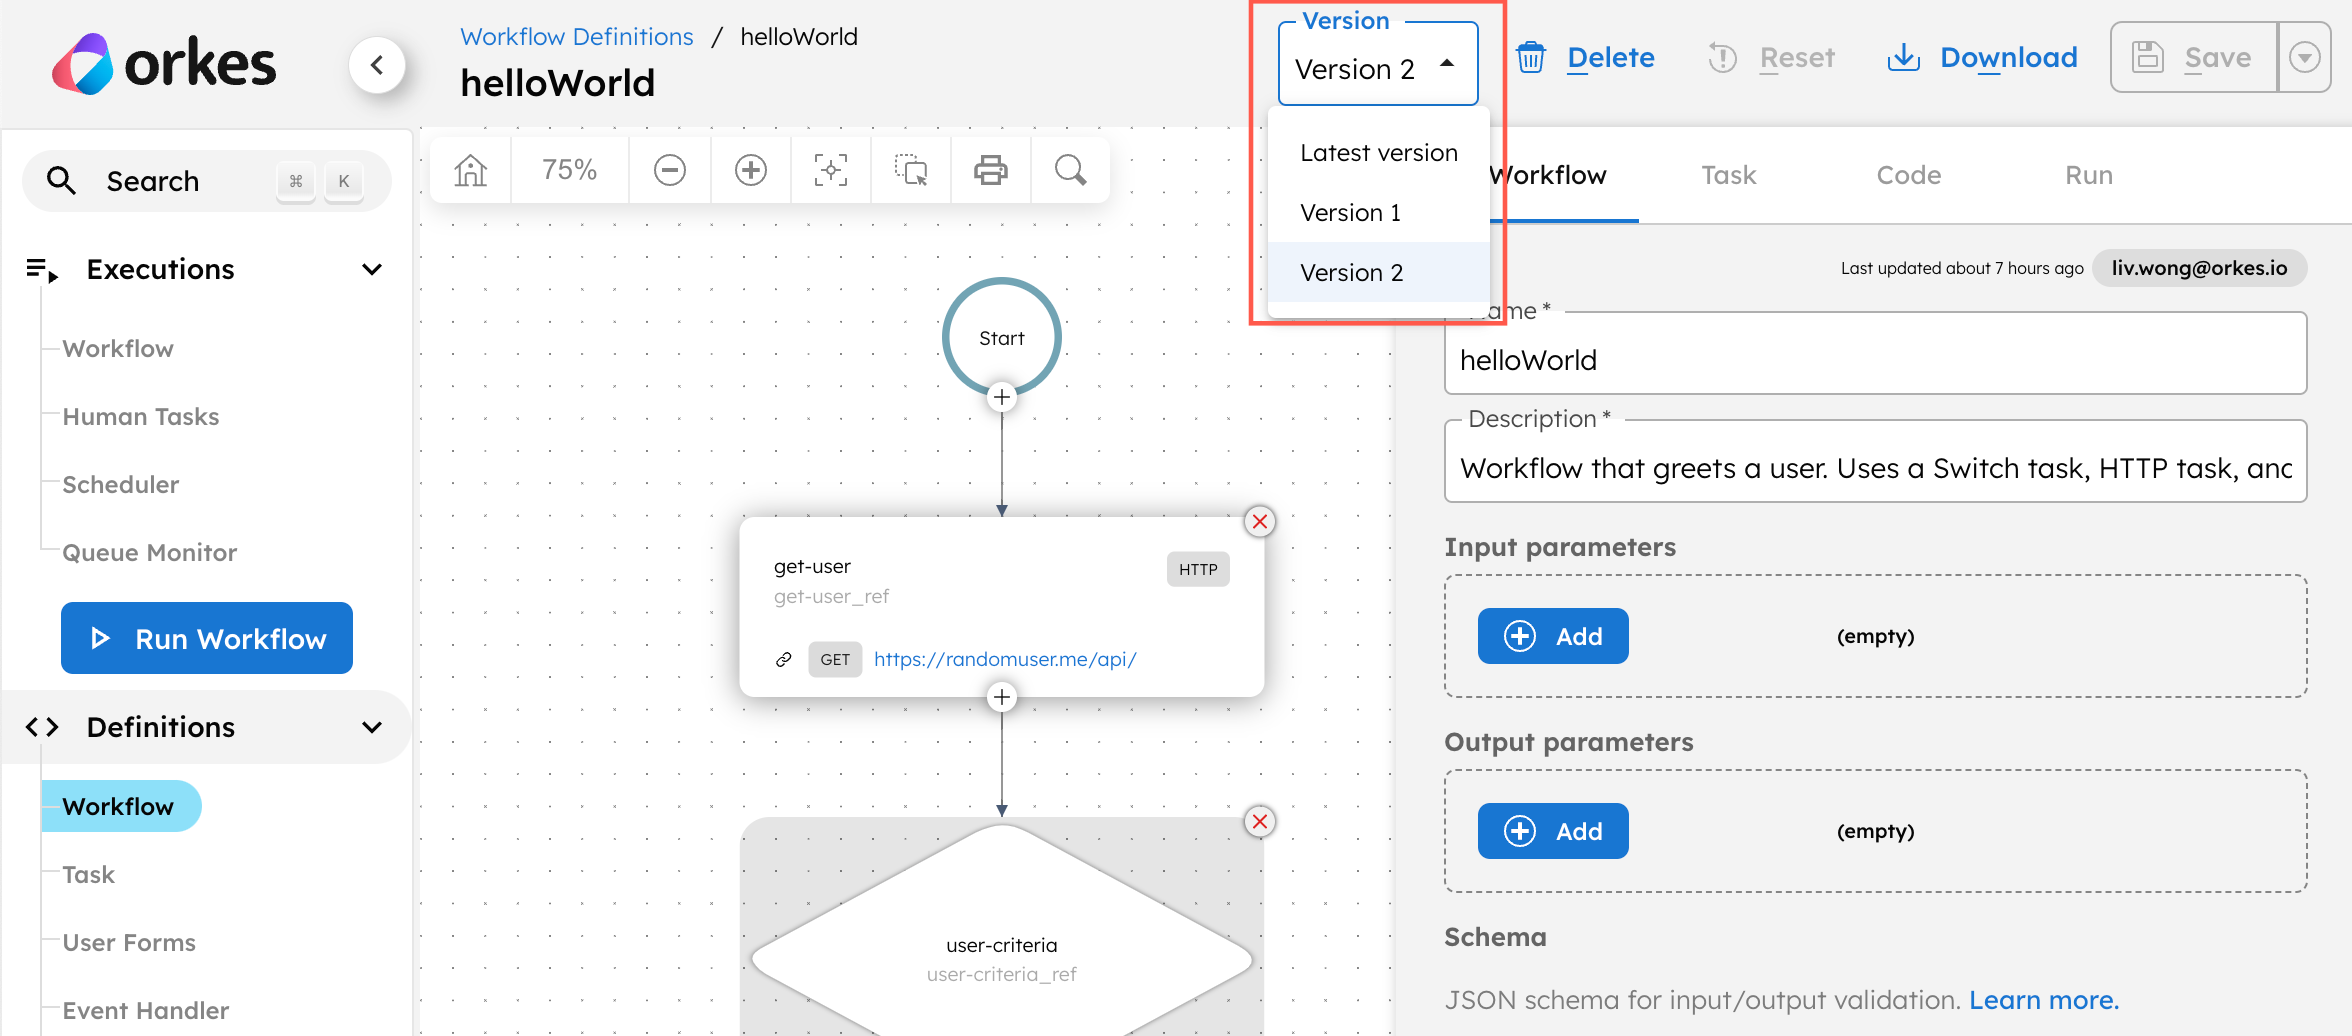 orkes
Workflow Definitions / helloWorld
helloWorld
Version
Version 2
Delete
Reset
Download
Save
Latest version
Version 1
Version 2
Search
⌘ K
Executions
Workflow
Human Tasks
Scheduler
Queue Monitor
Run Workflow
Definitions
Workflow
Task
User Forms
Event Handler
75%
Start
get-user
get-user_ref
HTTP
GET https://randomuser.me/api/
user-criteria
user-criteria_ref
Workflow Task Code Run
Last updated about 7 hours ago liv.wong@orkes.io
Name *
helloWorld
Description *
Workflow that greets a user. Uses a Switch task, HTTP task, and
Input parameters
Add (empty)
Output parameters
Add (empty)
Schema
JSON schema for input/output validation. Learn more.